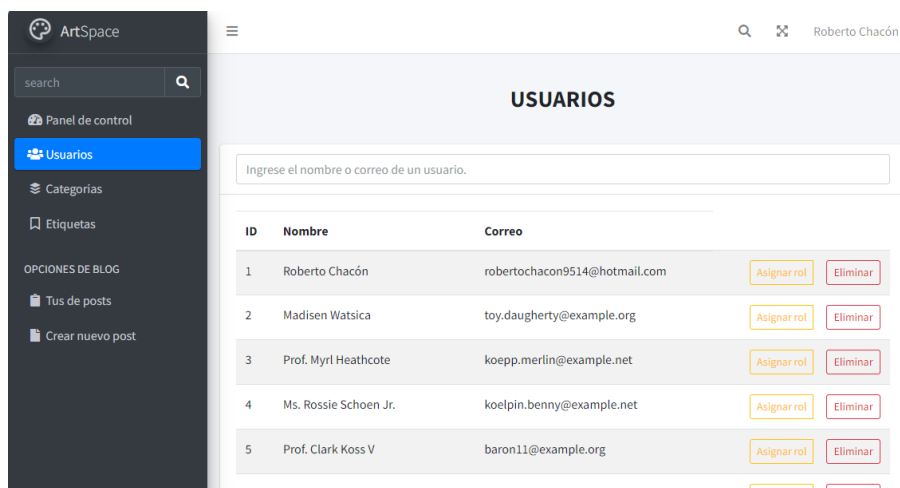 ArtSpace
Roberto Chacón
search
Panel de control
Usuarios
Categorias
Etiquetas
OPCIONES DE BLOG
Tus de posts
Crear nuevo post
USUARIOS
Ingrese el nombre o correo de un usuario.
ID Nombre Correo
1 Roberto Chacón robertochacon9514@hotmail.com Asignar rol Eliminar
2 Madisen Watsica toy.daugherty@example.org Asignar rol Eliminar
3 Prof. Myrl Heathcote koepp.merlin@example.net Asignar rol Eliminar
4 Ms. Rossie Schoen Jr. koelpin.benny@example.net Asignar rol Eliminar
5 Prof. Clark Koss V baron11@example.org Asignar rol Eliminar